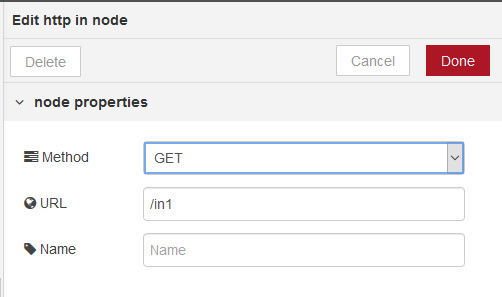 Edit http in node
Delete Cancel Done
node properties
Method GET
URL /in1
Name Name